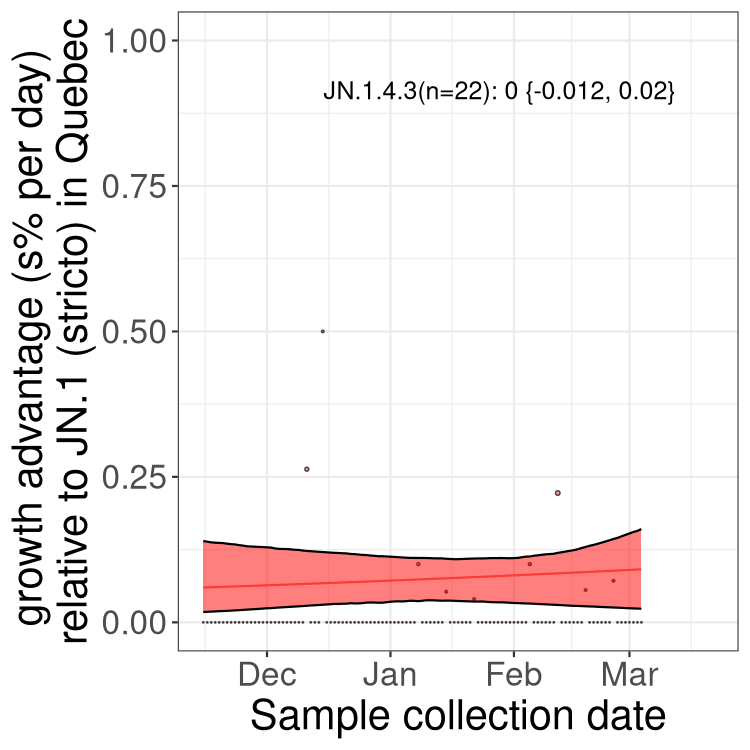 growth advantage (s% per day)
relative to JN.1 (stricto) in Quebec
1.00
0.75
0.50
0.25
0.00
JN.1.4.3(n=22): 0 {-0.012, 0.02}
Dec Jan Feb Mar
Sample collection date